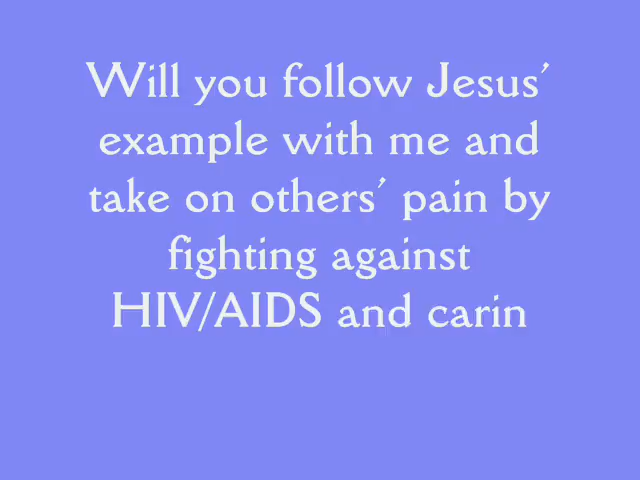 Will you follow Jesus’
example with me and
take on others’ pain by
fighting against
HIV/AIDS and carin